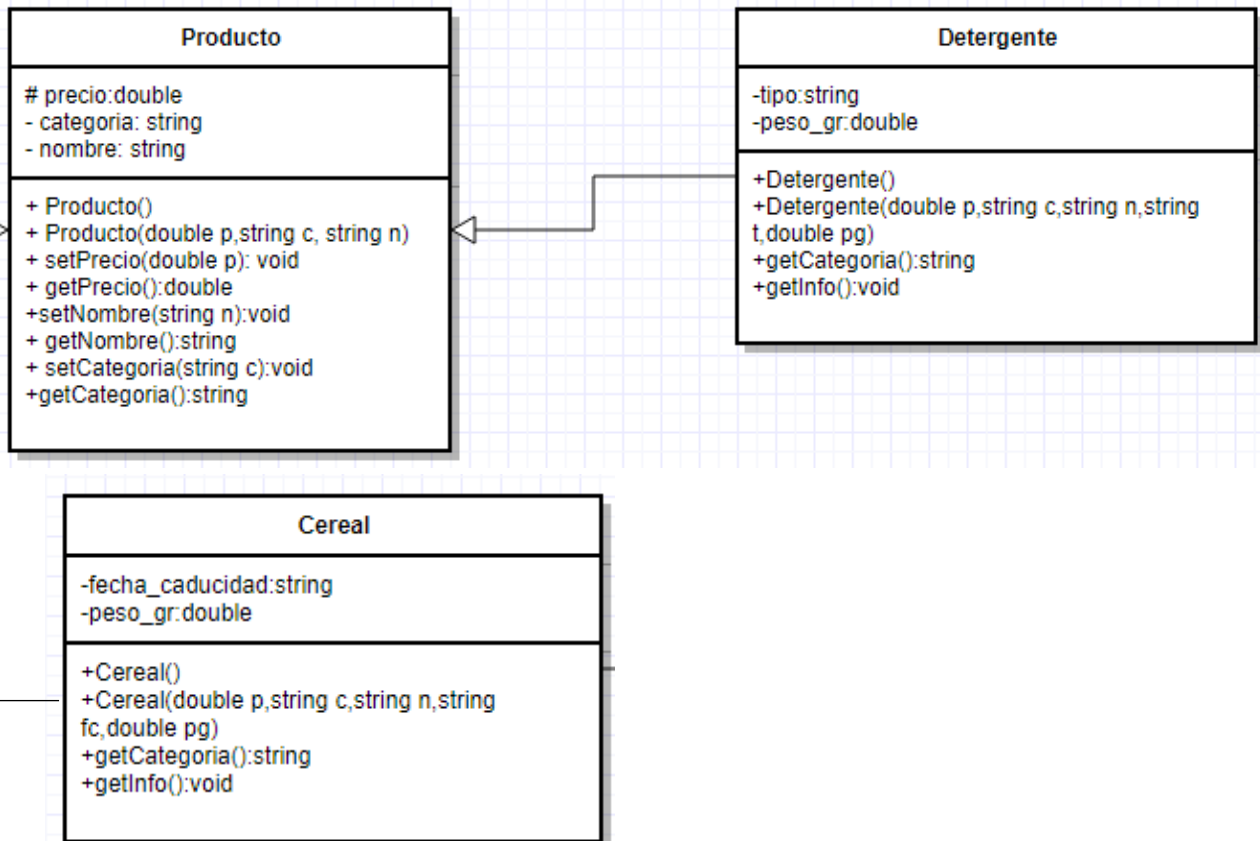 Producto
# precio:double
- categoria: string
- nombre: string
+ Producto()
+ Producto(double p,string c, string n)
+ setPrecio(double p): void
+ getPrecio():double
+setNombre(string n):void
+ getNombre():string
+ setCategoria(string c):void
+getCategoria():string
Detergente
-tipo:string
-peso_gr:double
+Detergente()
+Detergente(double p,string c,string n,string
t,double pg)
+getCategoria():string
+getInfo():void
Cereal
-fecha_caducidad:string
-peso_gr:double
+Cereal()
+Cereal(double p,string c,string n,string
fc,double pg)
+getCategoria():string
+getInfo():void